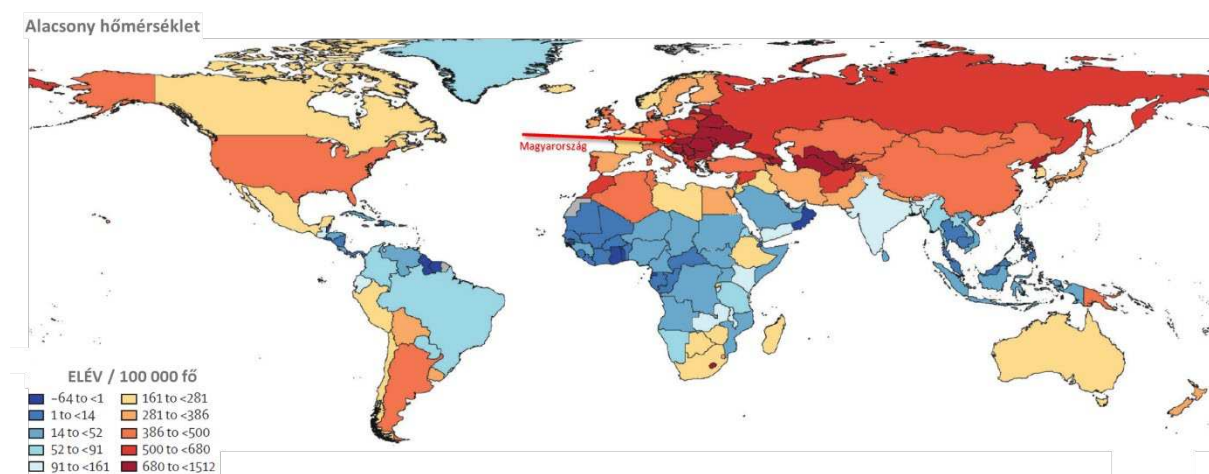 Alacsony hőmérséklet
Magyarország
ELÉV / 100 000 fő
−64 to <1
1 to <14
14 to <52
52 to <91
91 to <161
161 to <281
281 to <386
386 to <500
500 to <680
680 to <1512